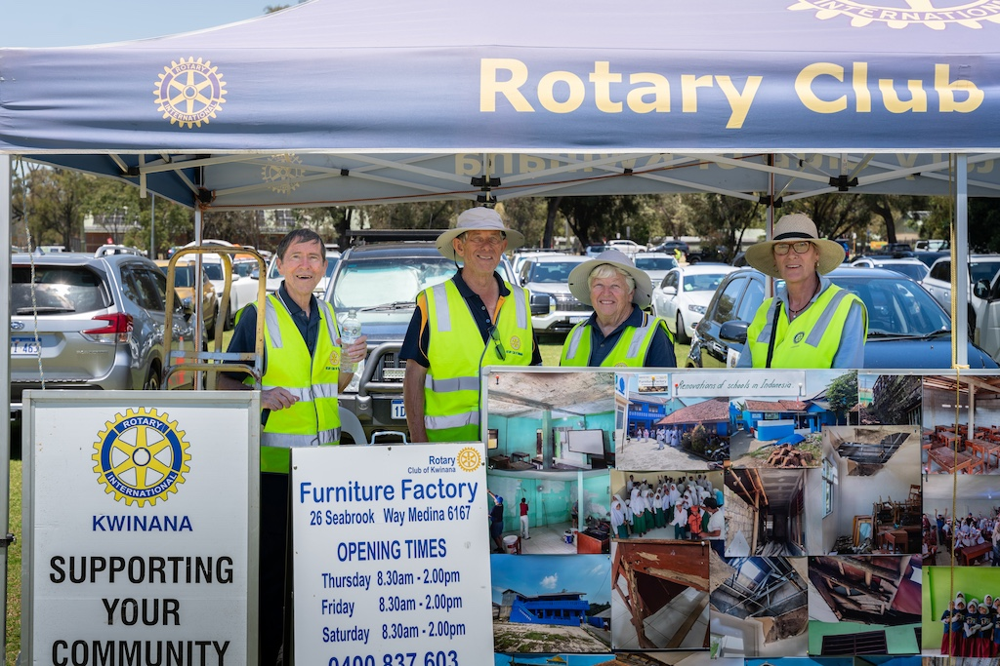 ROTARY
INTERNATIONAL
INTERNATIONAL
Rotary Club
ROTARY
INTERNATIONAL
KWINANA
SUPPORTING
YOUR
COMMUNITY
Rotary
Club of Kwinana
Furniture Factory
26 Seabrook Way Medina 6167
OPENING TIMES
Thursday 8.30am - 2.00pm
Friday 8.30am - 2.00pm
Saturday 8.30am - 2.00pm
0490 837 603
Renovations of schools in Indonesia